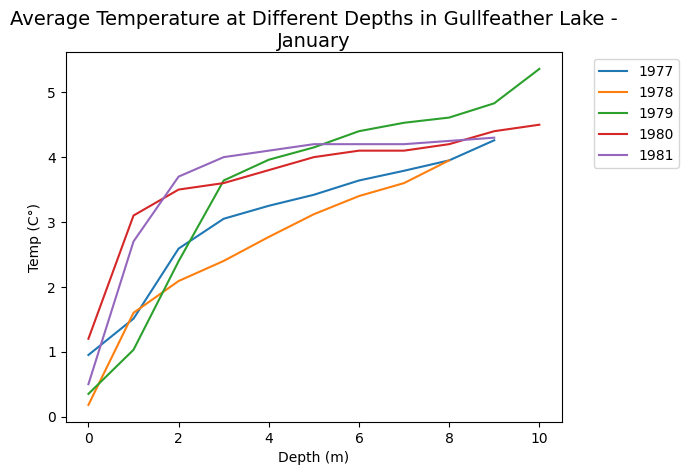 Average Temperature at Different Depths in Gullfeather Lake -
January
1977
1978
1979
1980
1981
Temp (C°)
5
4
3
2
1
0
0 2 4 6 8 10
Depth (m)